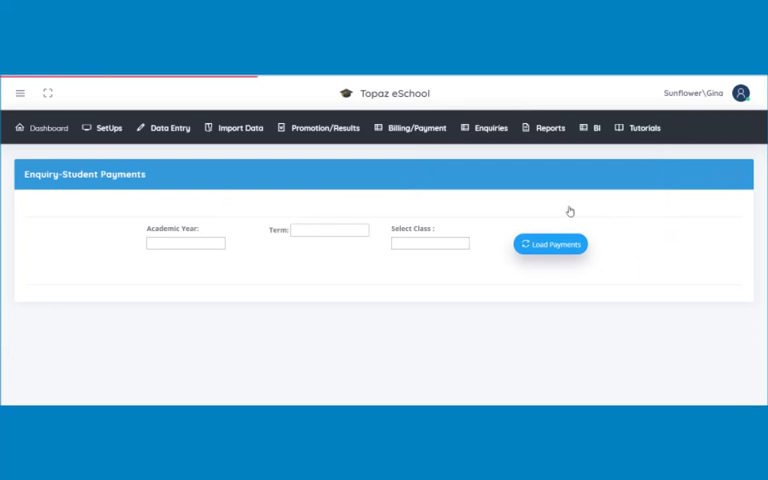 Topaz eSchool
Sunflower\Gina
Dashboard SetUps Data Entry Import Data Promotion/Results Billing/Payment Enquiries Reports BI Tutorials
Enquiry-Student Payments
Academic Year: Term: Select Class :
Load Payments